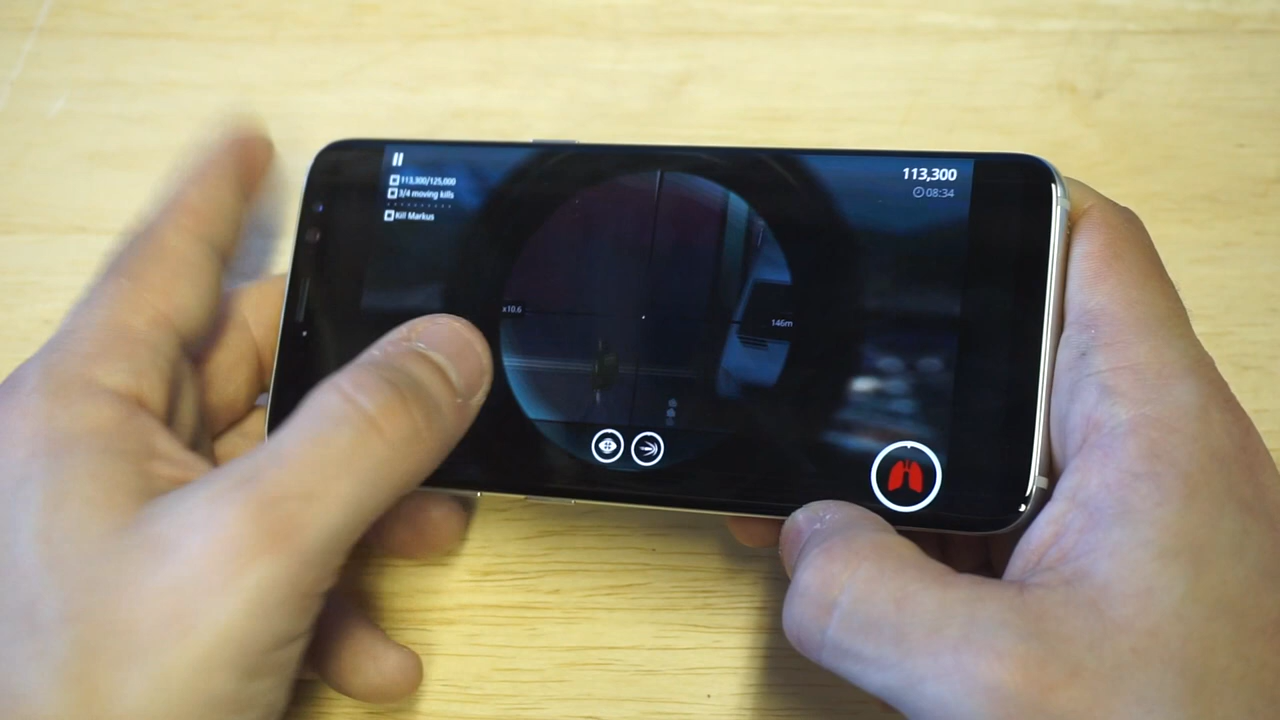 113,300/125,000
3/4 moving kills
Kill Markus
113,300
08:34
x10.6
146m